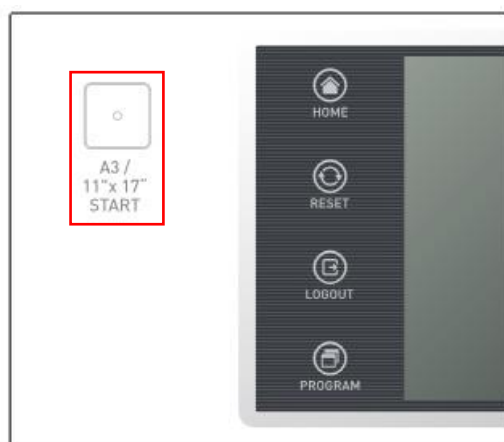 A3 /
11"x 17"
START
HOME
RESET
LOGOUT
PROGRAM